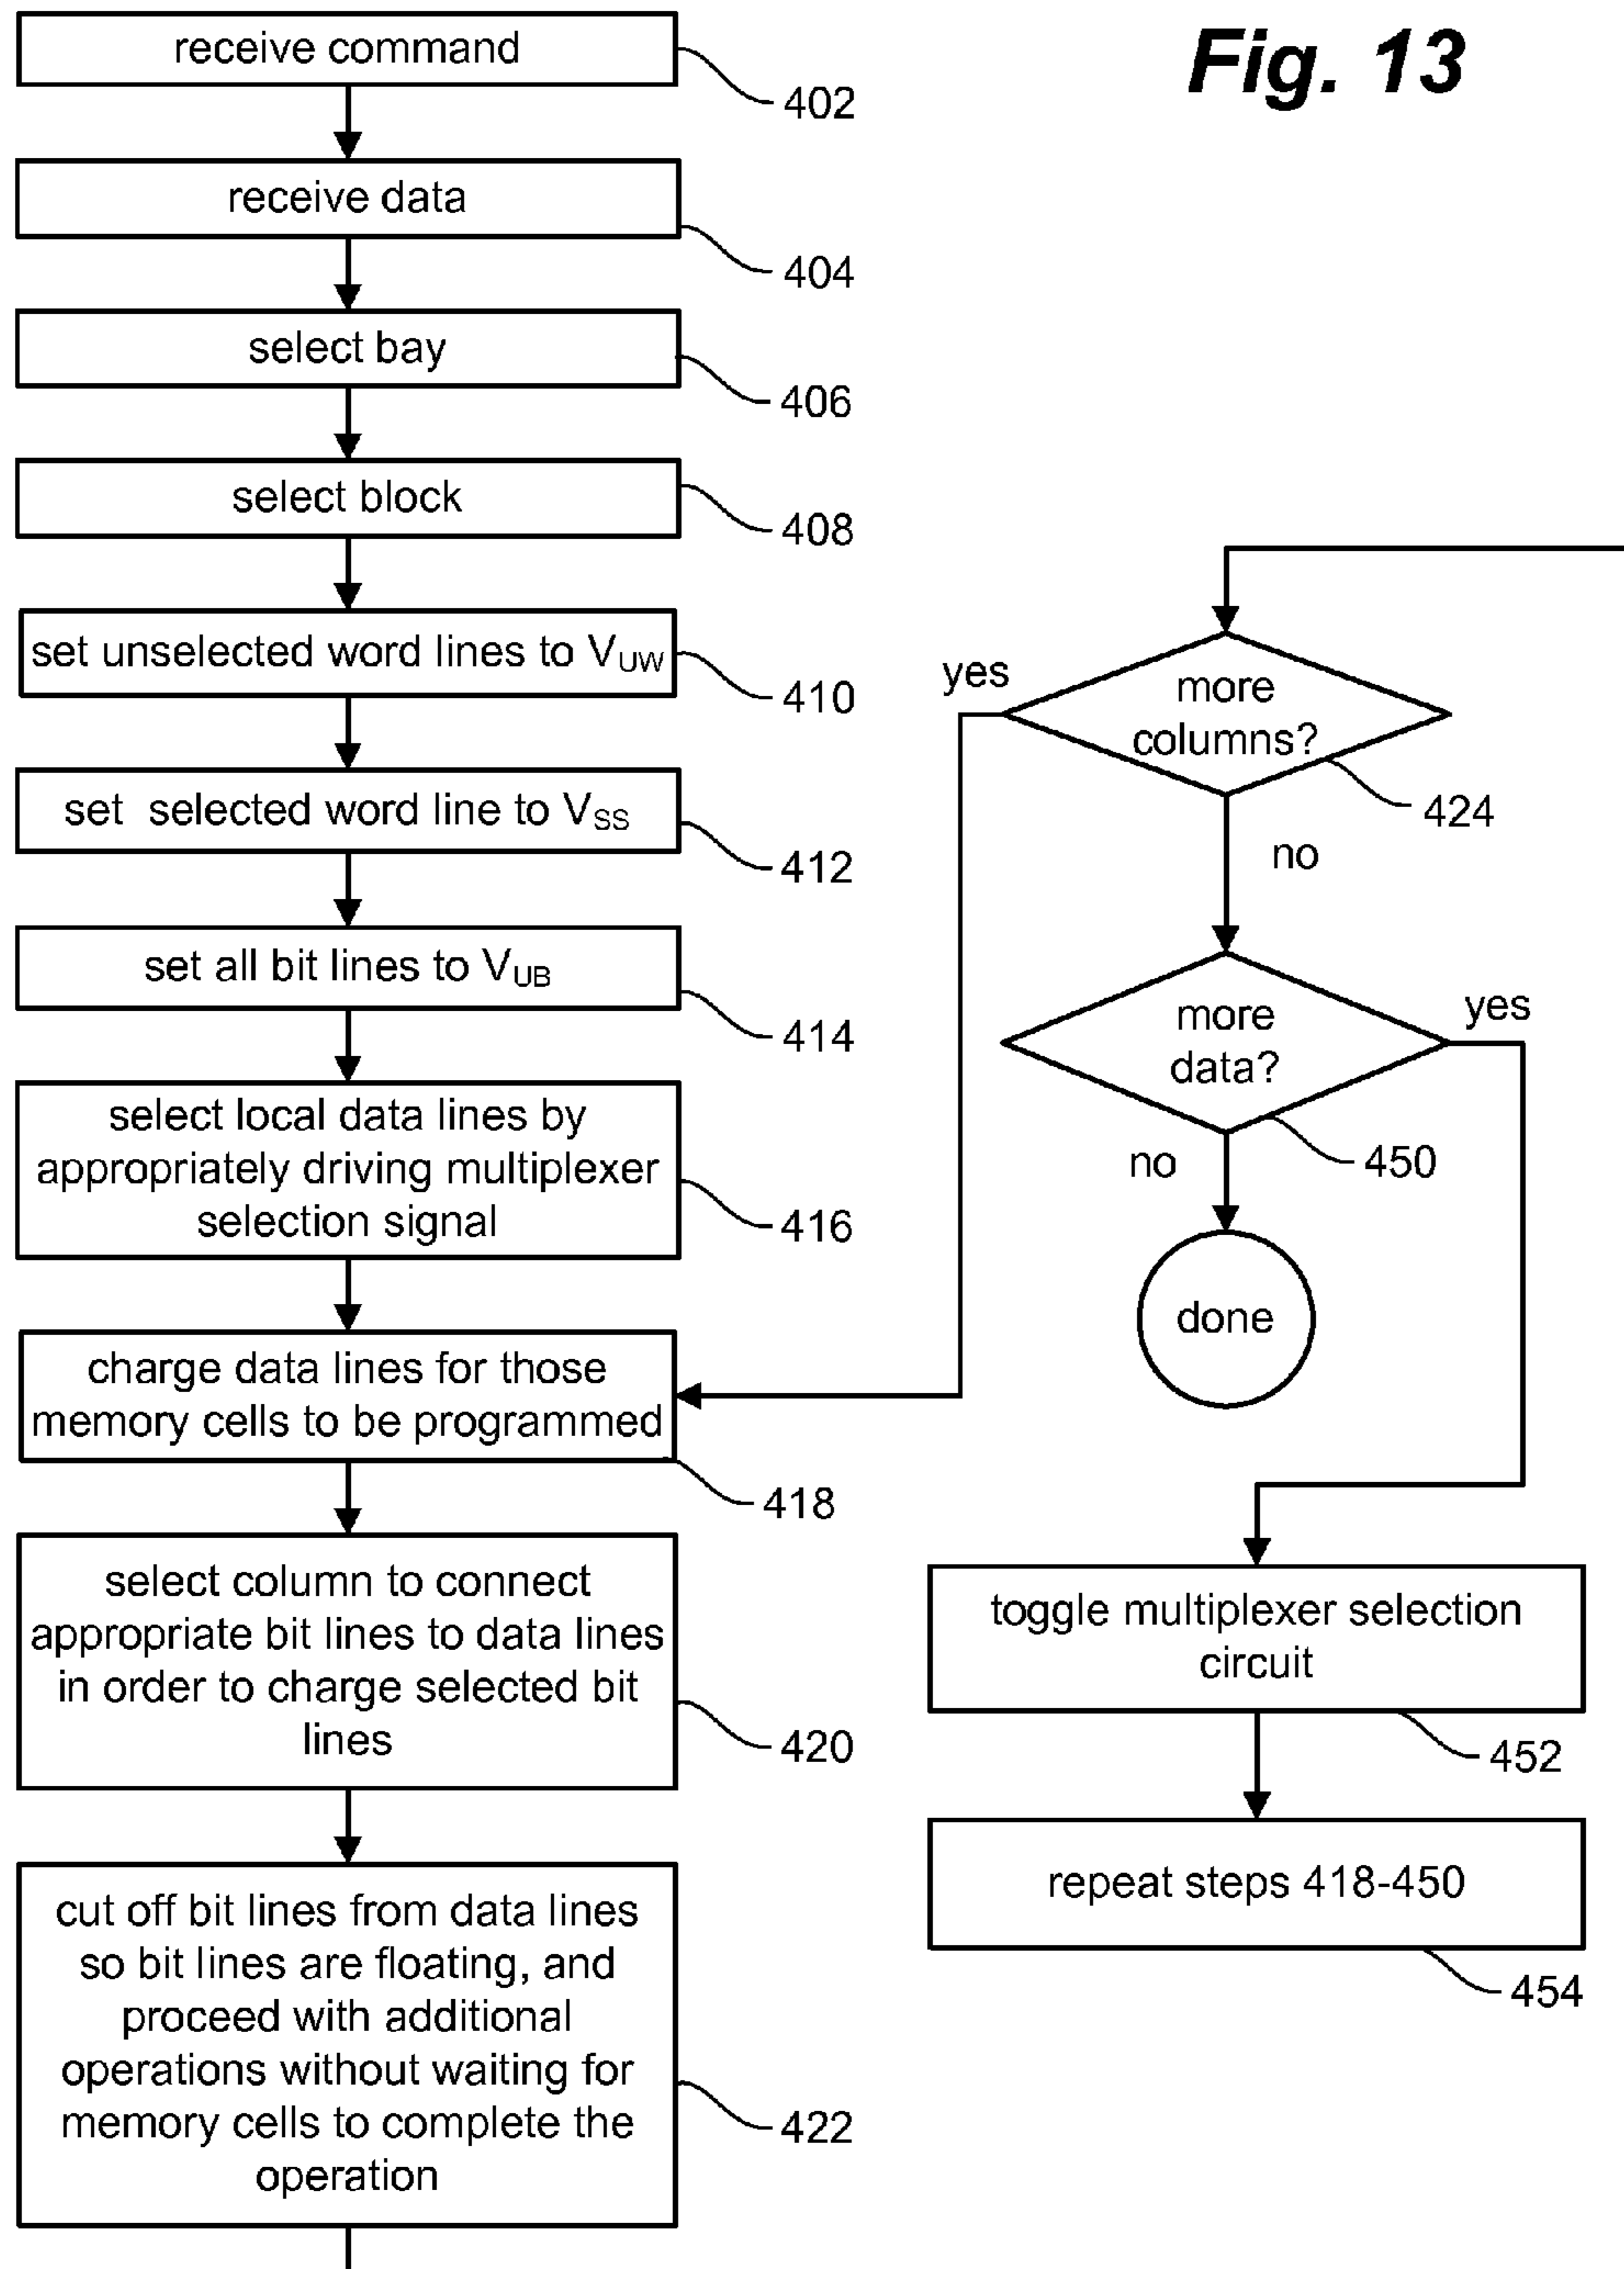 Fig. 13
receive command
402
receive data
404
select bay
406
select block
408
set unselected word lines to VUW
410
set selected word line to VSS
412
set all bit lines to VUB
414
select local data lines by
appropriately driving multiplexer
selection signal
416
charge data lines for those
memory cells to be programmed
418
select column to connect
appropriate bit lines to data lines
in order to charge selected bit
lines
420
cut off bit lines from data lines
so bit lines are floating, and
proceed with additional
operations without waiting for
memory cells to complete the
operation
422
yes
more
columns?
424
no
more
data?
yes
450
no
done
toggle multiplexer selection
circuit
452
repeat steps 418-450
454